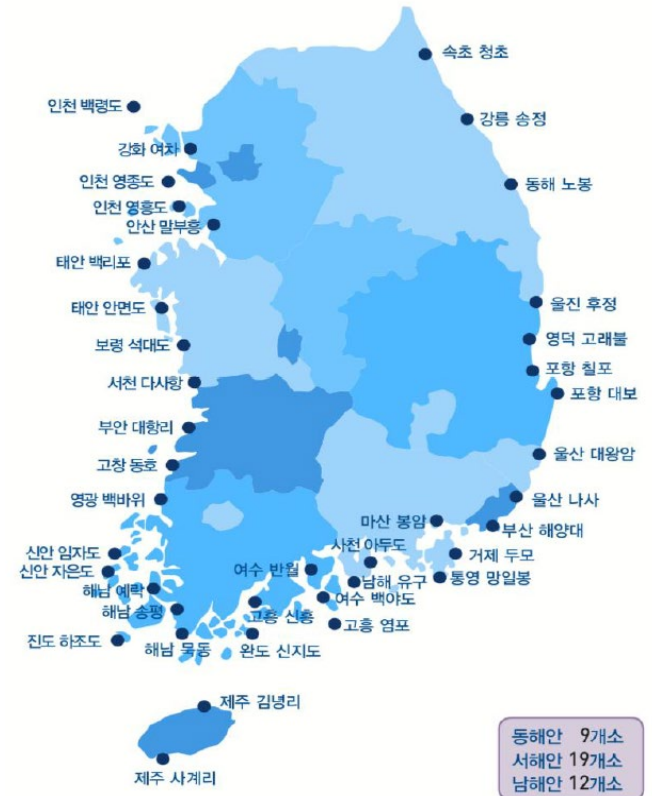 속초 청초
인천 백령도
강릉 송정
강화 여차
인천 영종도
동해 노봉
인천 영흥도
안산 말부흥
태안 백리포
울진 후정
태안 안면도
영덕 고래불
보령 석대도
포항 칠포
서천 다사항
포항 대보
부안 대항리
울산 대왕암
고창 동호
영광 백바위
울산 나사
마산 봉암
부산 해양대
신안 임자도
사천 아두도
거제 두모
신안 자은도
여수 반월
통영 망일봉
해남 예락
남해 유구
여수 백야도
해남 송평
고흥 신흥
고흥 염포
진도 하조도
해남 묵동
완도 신지도
제주 김녕리
제주 사계리
동해안 9개소
서해안 19개소
남해안 12개소